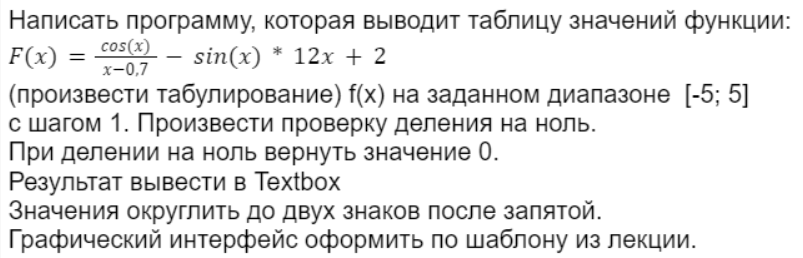 Написать программу, которая выводит таблицу значений функции:
F(x) = cos(x)/(x−0,7) − sin(x) * 12x + 2
(произвести табулирование) f(x) на заданном диапазоне [-5; 5]
с шагом 1. Произвести проверку деления на ноль.
При делении на ноль вернуть значение 0.
Результат вывести в Textbox
Значения округлить до двух знаков после запятой.
Графический интерфейс оформить по шаблону из лекции.